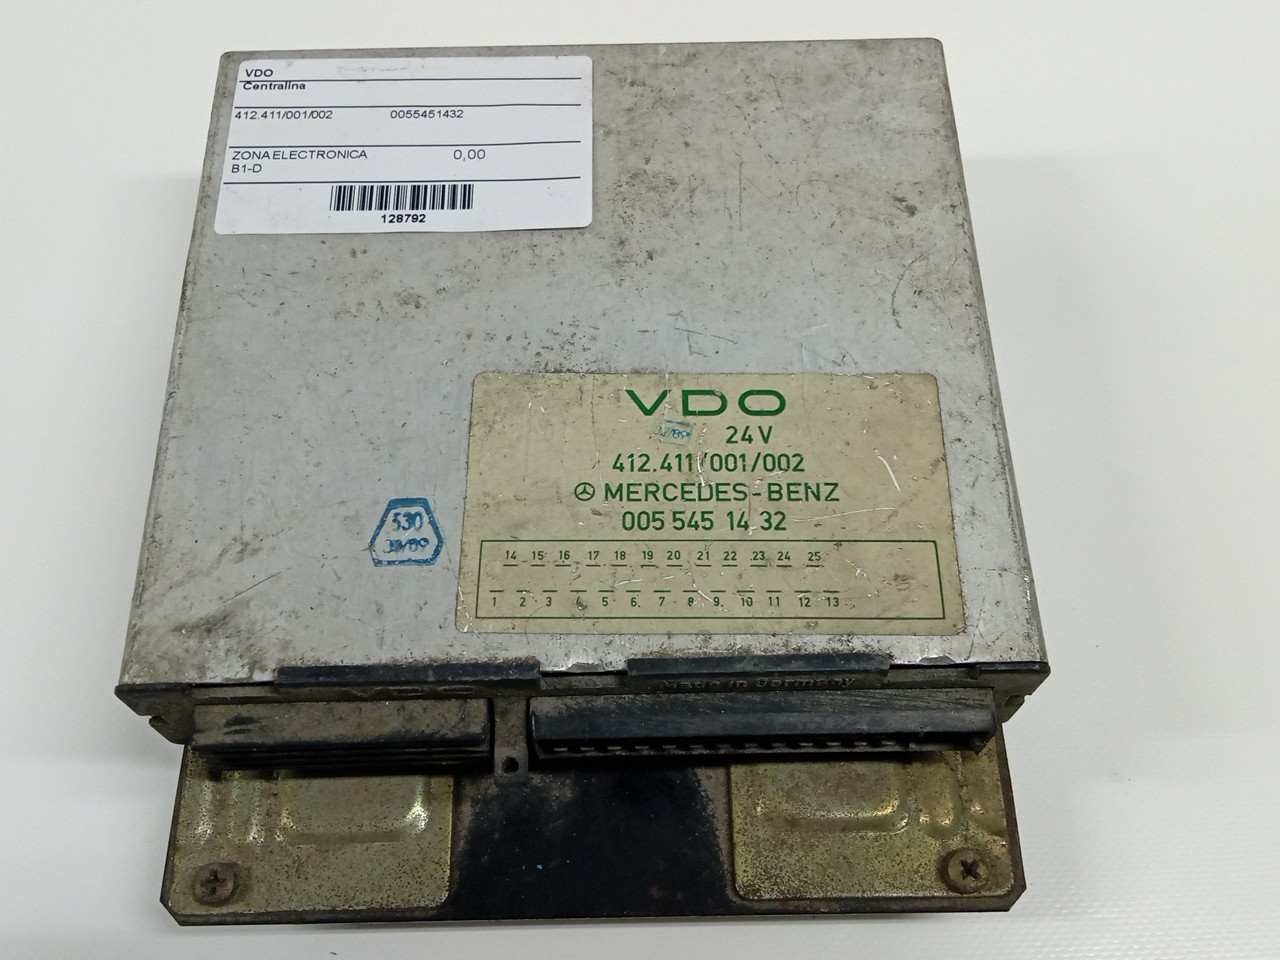 VDO
Centralina
412.411/001/002 0055451432
ZONAELECTRONICA 0,00
B1-D
128792
VDO
24V
412.411/001/002
MERCEDES-BENZ
005 545 14 32
530
14 15 16 17 18 19 20 21 22 23 24 25
1 2 3 4 5 6 7 8 9 10 11 12 13
VDO
Made in Germany